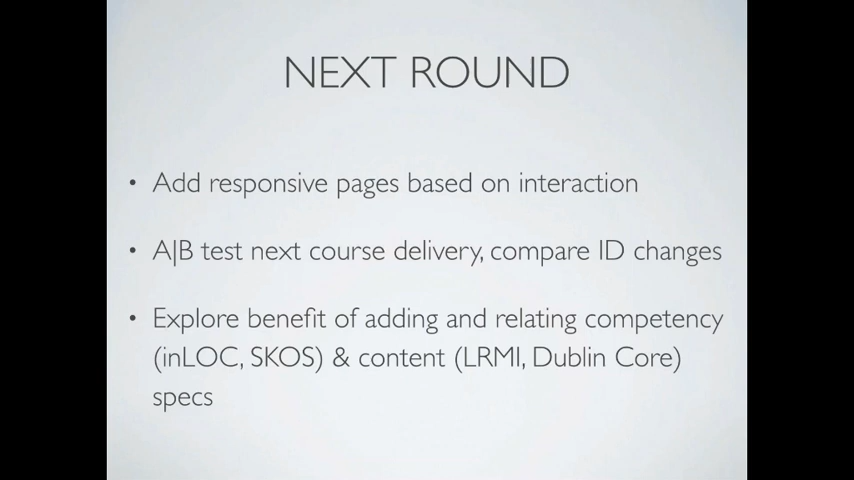 NEXT ROUND
• Add responsive pages based on interaction
• A|B test next course delivery, compare ID changes
• Explore benefit of adding and relating competency
(inLOC, SKOS) & content (LRMI, Dublin Core)
specs